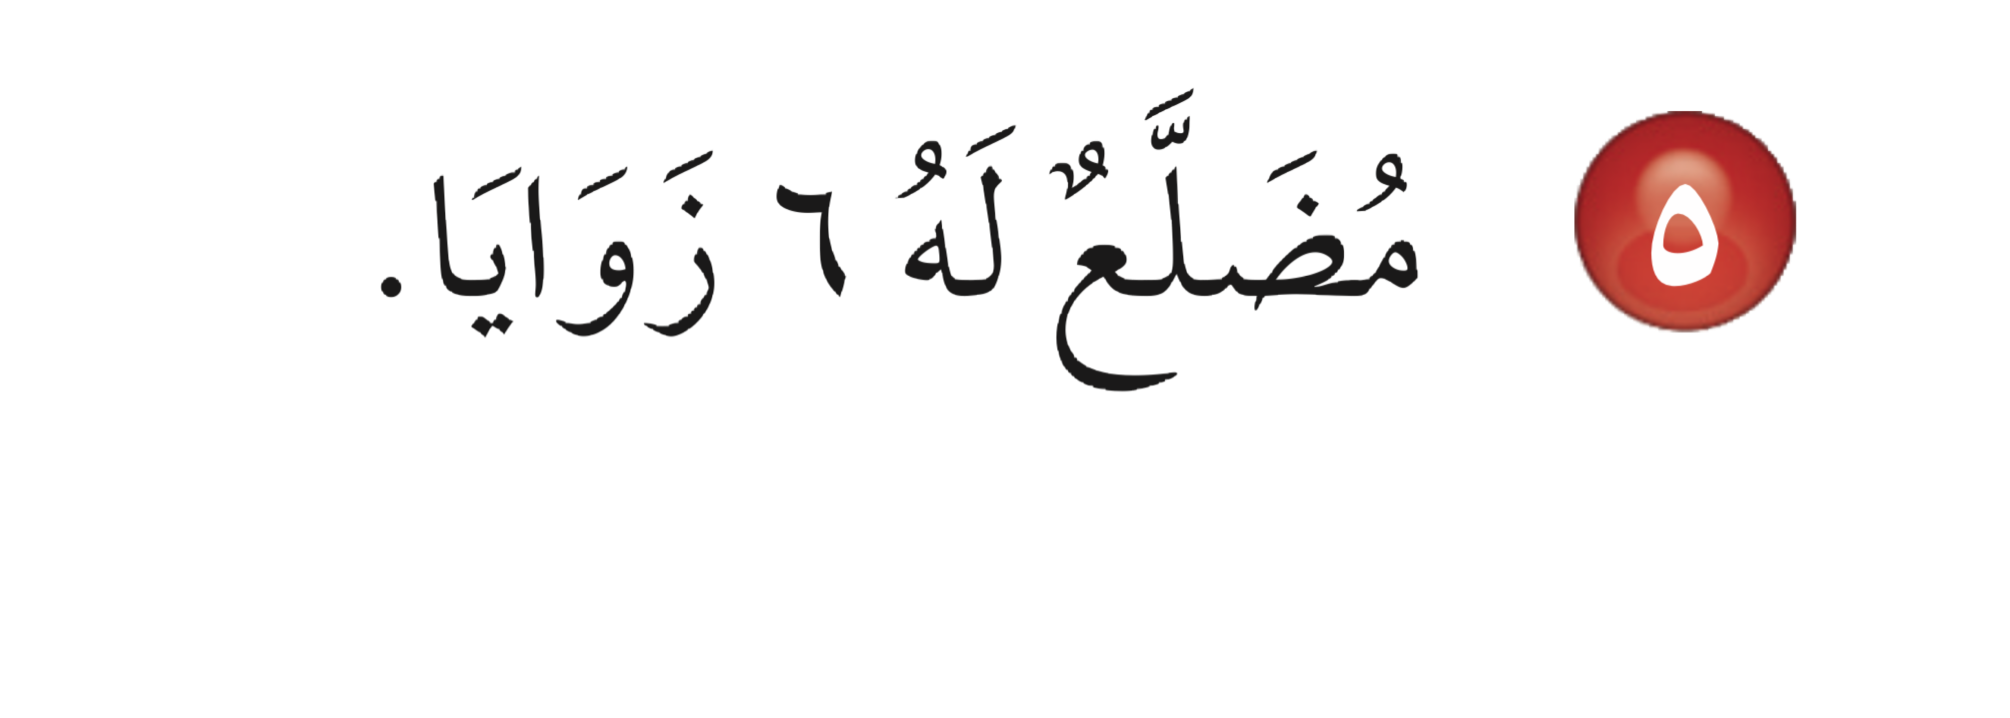 ٥ مُضَلَّعٌ لَهُ ٦ زَوَايَا.